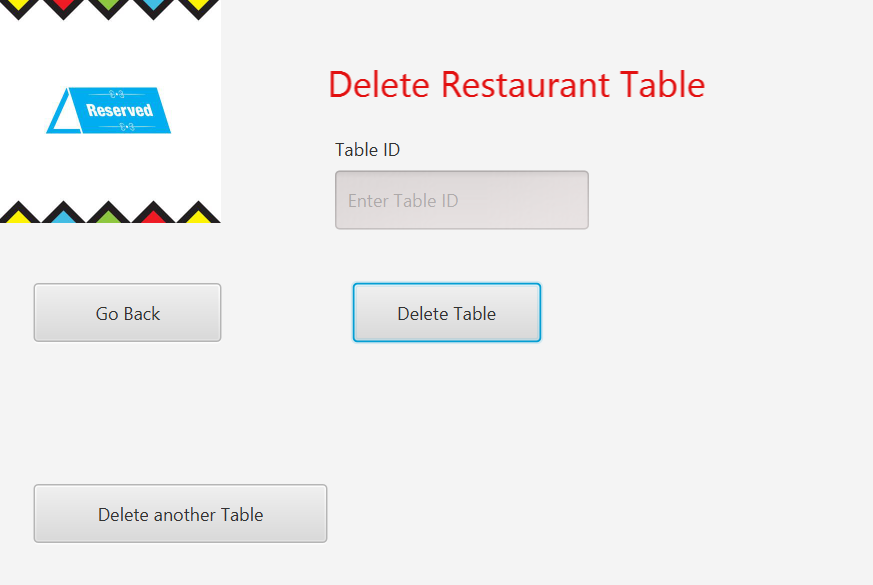 Reserved
Delete Restaurant Table
Table ID
Enter Table ID
Go Back
Delete Table
Delete another Table